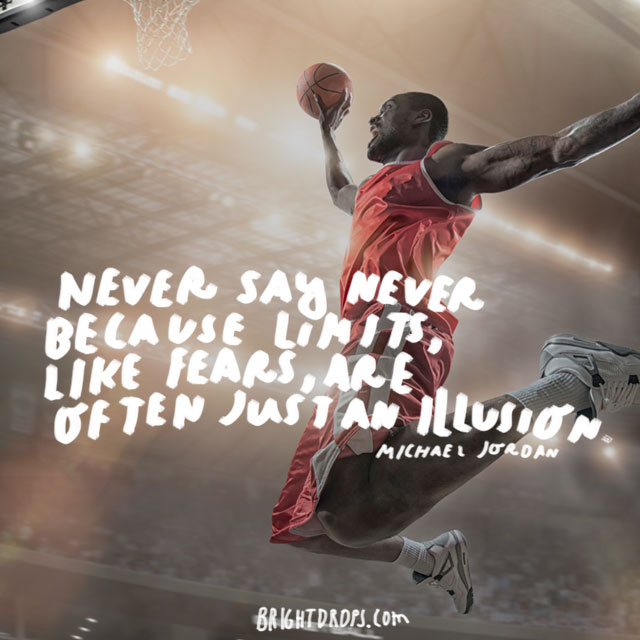 NEVER SAY NEVER
BECAUSE LIMITS,
LIKE FEARS, ARE
OFTEN JUST AN ILLUSION.
MICHAEL JORDAN
BRIGHTDROPS.COM